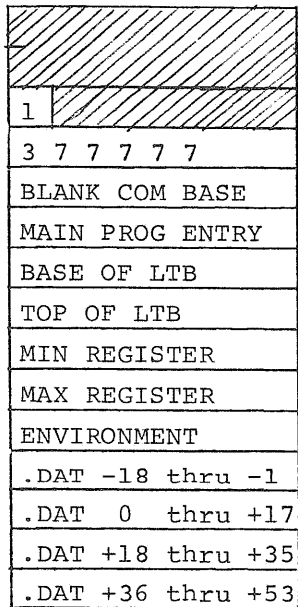 1
3 7 7 7 7 7
BLANK COM BASE
MAIN PROG ENTRY
BASE OF LTB
TOP OF LTB
MIN REGISTER
MAX REGISTER
ENVIRONMENT
.DAT -18 thru -1
.DAT 0 thru +17
.DAT +18 thru +35
.DAT +36 thru +53